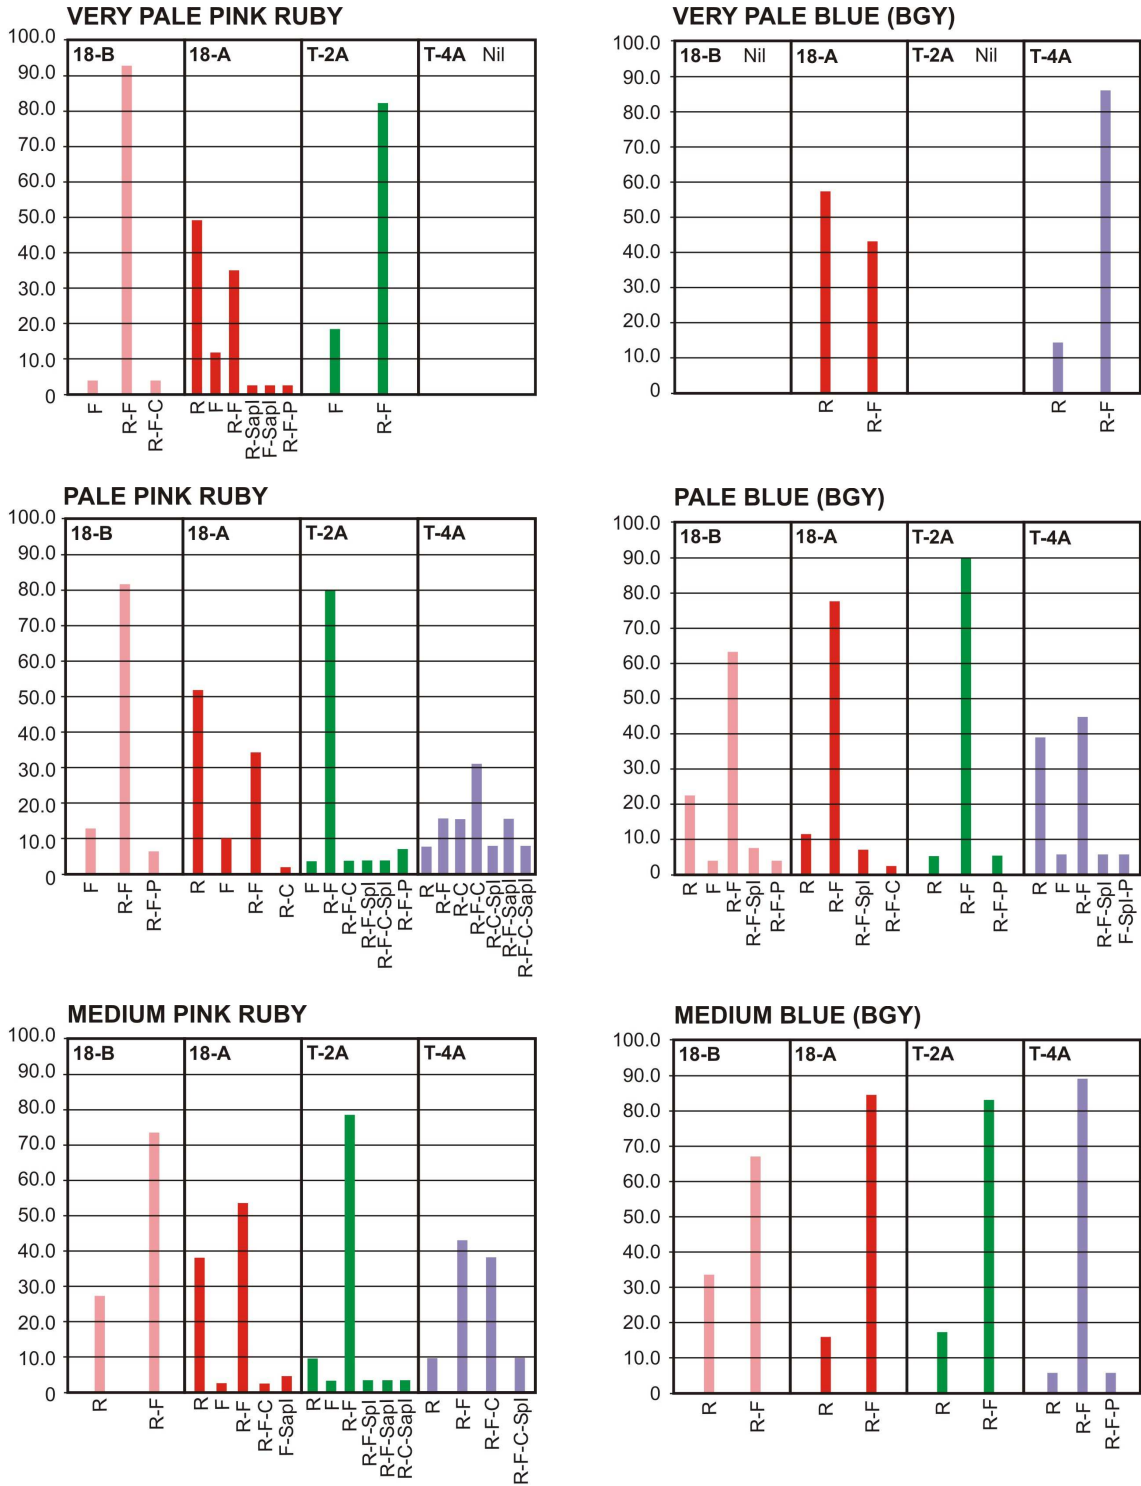 VERY PALE PINK RUBY
100.0
90.0
80.0
70.0
60.0
50.0
40.0
30.0
20.0
10.0
0
18-B
18-A
T-2A
T-4A Nil
F
R-F
R-F-C
R
F
R-F
R-Sapl
F-Sapl
R-F-P
F
R-F
VERY PALE BLUE (BGY)
100.0
90.0
80.0
70.0
60.0
50.0
40.0
30.0
20.0
10.0
0
18-B Nil
18-A
T-2A Nil
T-4A
R
R-F
R
R-F
PALE PINK RUBY
100.0
90.0
80.0
70.0
60.0
50.0
40.0
30.0
20.0
10.0
0
18-B
18-A
T-2A
T-4A
F
R-F
R-F-P
R
F
R-F
R-C
F
R-F
R-F-C
R-F-Spl
R-F-C-Spl
R-F-P
R
R-F
R-C
R-F-C
R-C-Spl
R-F-Sapl
R-F-C-Sapl
PALE BLUE (BGY)
100.0
90.0
80.0
70.0
60.0
50.0
40.0
30.0
20.0
10.0
0
18-B
18-A
T-2A
T-4A
R
F
R-F
R-F-Spl
R-F-P
R
R-F
R-F-Spl
R-F-C
R
R-F
R-F-P
R
F
R-F
R-F-Spl
F-Spl-P
MEDIUM PINK RUBY
100.0
90.0
80.0
70.0
60.0
50.0
40.0
30.0
20.0
10.0
0
18-B
18-A
T-2A
T-4A
R
R-F
R
F
R-F
R-F-C
F-Sapl
R
F
R-F
R-F-Spl
R-F-Sapl
R-C-Sapl
R
R-F
R-F-C
R-F-C-Spl
MEDIUM BLUE (BGY)
100.0
90.0
80.0
70.0
60.0
50.0
40.0
30.0
20.0
10.0
0
18-B
18-A
T-2A
T-4A
R
R-F
R
R-F
R
R-F
R
R-F
R-F-P